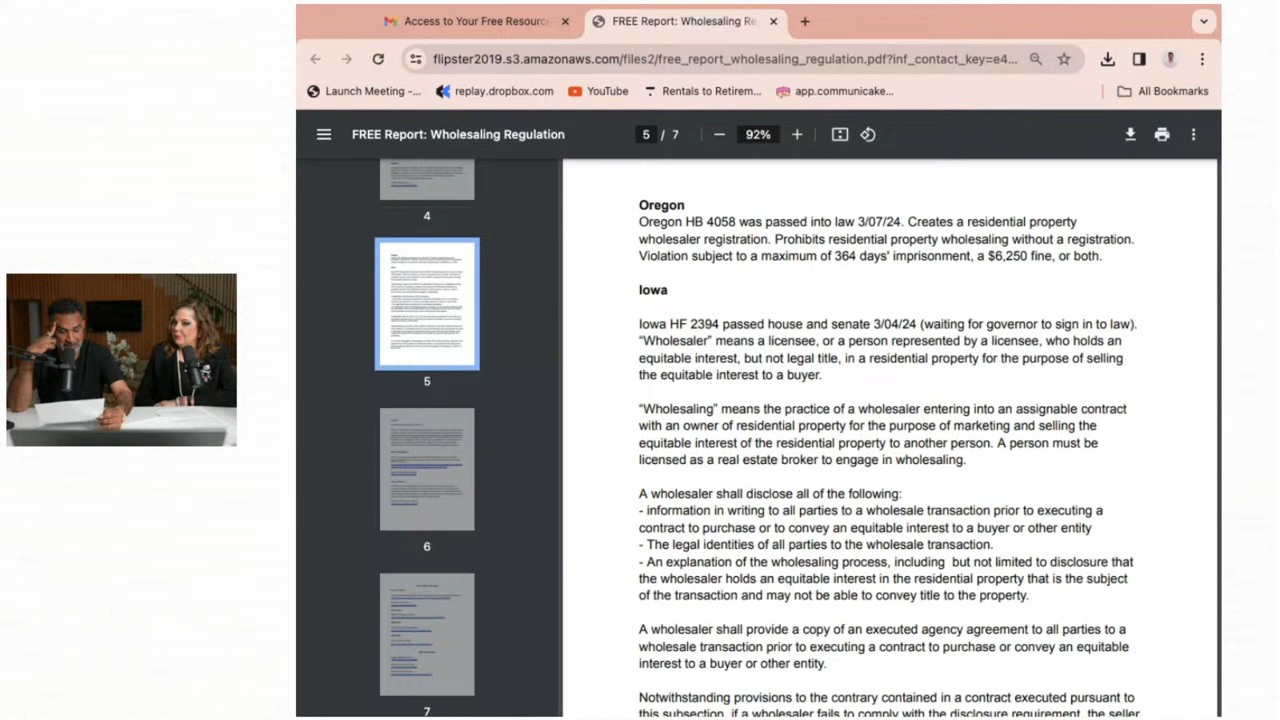 Access to Your Free Resourc
FREE Report: Wholesaling Re
flipster2019.s3.amazonaws.com/files2/free_report_wholesaling_regulation.pdf?inf_contact_key=e4...
Launch Meeting -...
replay.dropbox.com
YouTube
Rentals to Retirem...
app.communicake...
All Bookmarks
FREE Report: Wholesaling Regulation
5 / 7
92%
4
5
6
7
Oregon
Oregon HB 4058 was passed into law 3/07/24. Creates a residential property
wholesaler registration. Prohibits residential property wholesaling without a registration.
Violation subject to a maximum of 364 days' imprisonment, a $6,250 fine, or both.
Iowa
Iowa HF 2394 passed house and senate 3/04/24 (waiting for governor to sign in to law).
“Wholesaler” means a licensee, or a person represented by a licensee, who holds an
equitable interest, but not legal title, in a residential property for the purpose of selling
the equitable interest to a buyer.
“Wholesaling” means the practice of a wholesaler entering into an assignable contract
with an owner of residential property for the purpose of marketing and selling the
equitable interest of the residential property to another person. A person must be
licensed as a real estate broker to engage in wholesaling.
A wholesaler shall disclose all of the following:
- information in writing to all parties to a wholesale transaction prior to executing a
contract to purchase or to convey an equitable interest to a buyer or other entity
- The legal identities of all parties to the wholesale transaction.
- An explanation of the wholesaling process, including but not limited to disclosure that
the wholesaler holds an equitable interest in the residential property that is the subject
of the transaction and may not be able to convey title to the property.
A wholesaler shall provide a copy of an executed agency agreement to all parties to a
wholesale transaction prior to executing a contract to purchase or convey an equitable
interest to a buyer or other entity.
Notwithstanding provisions to the contrary contained in a contract executed pursuant to
this subsection, if a wholesaler fails to comply with the disclosure requirement, the seller